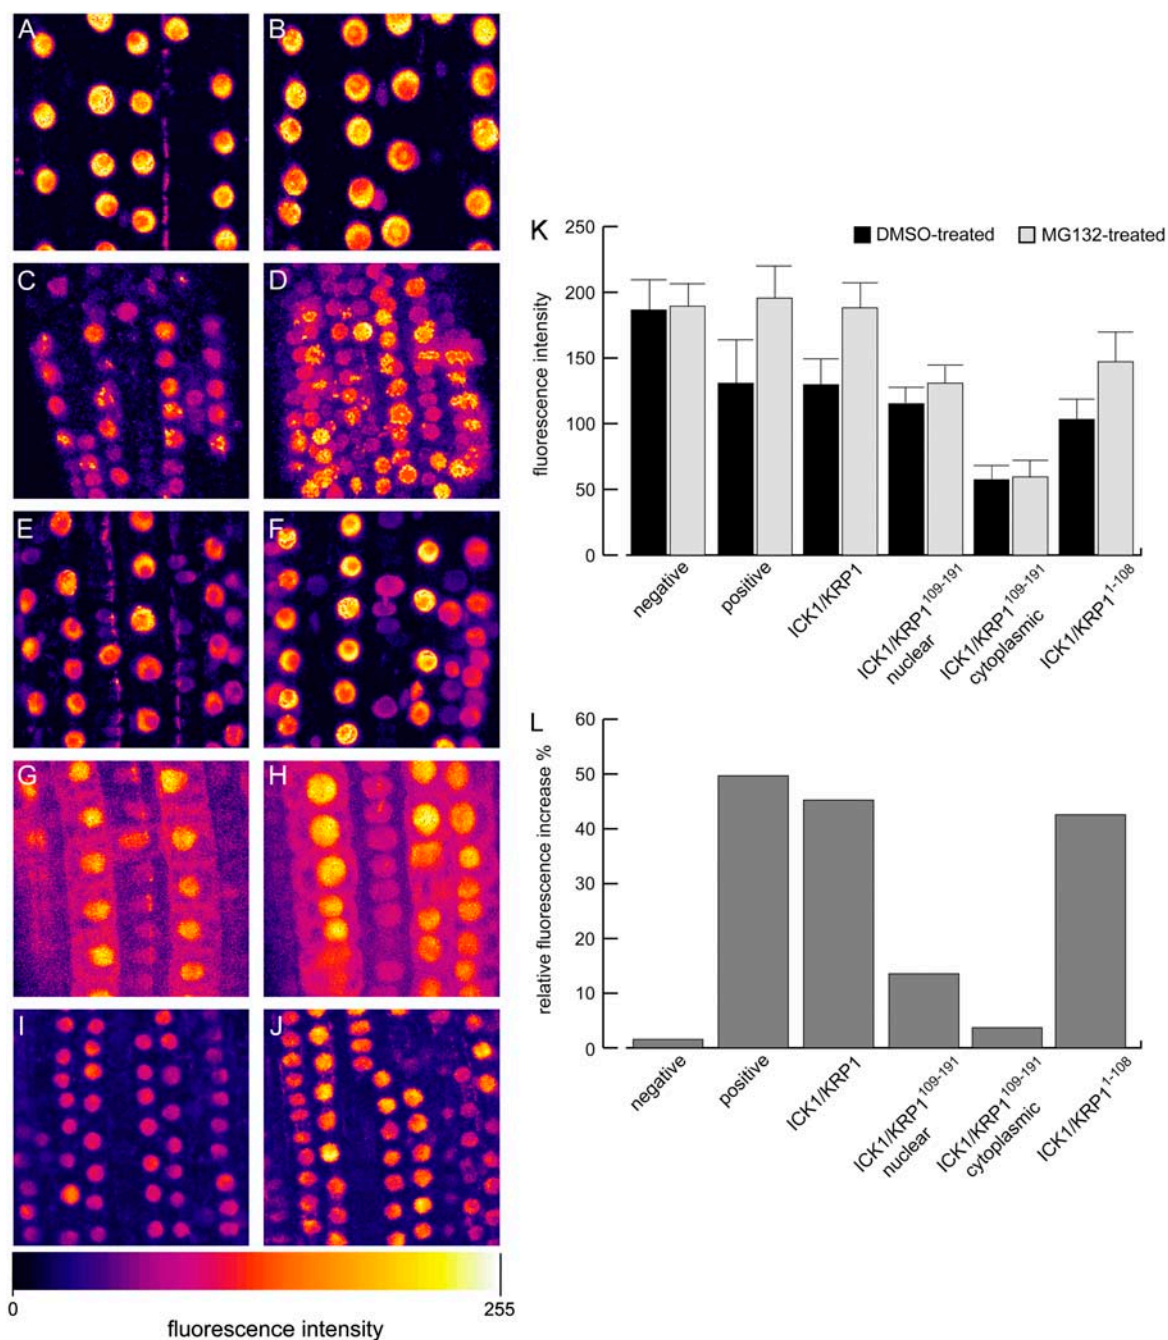 A
B
C
D
E
F
G
H
I
J
0
255
fluorescence intensity
K
DMSO-treated
MG132-treated
250
200
150
100
50
0
fluorescence intensity
negative
positive
ICK1/KRP1
ICK1/KRP1¹⁰⁹⁻¹⁹¹
nuclear
ICK1/KRP1¹⁰⁹⁻¹⁹¹
cytoplasmic
ICK1/KRP1¹⁻¹⁰⁸
L
60
50
40
30
20
10
0
relative fluorescence increase %
negative
positive
ICK1/KRP1
ICK1/KRP1¹⁰⁹⁻¹⁹¹
nuclear
ICK1/KRP1¹⁰⁹⁻¹⁹¹
cytoplasmic
ICK1/KRP1¹⁻¹⁰⁸